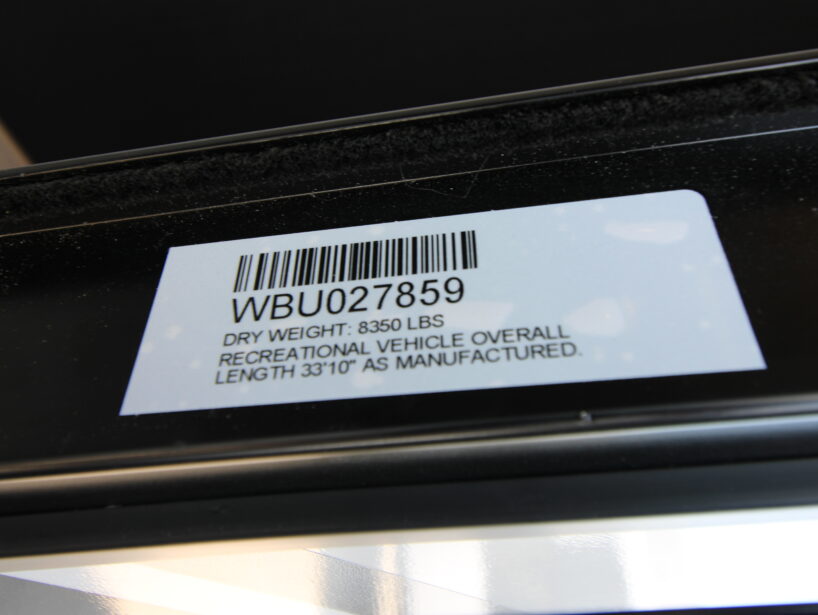 WBU027859
DRY WEIGHT: 8350 LBS
RECREATIONAL VEHICLE OVERALL
LENGTH 33'10" AS MANUFACTURED.